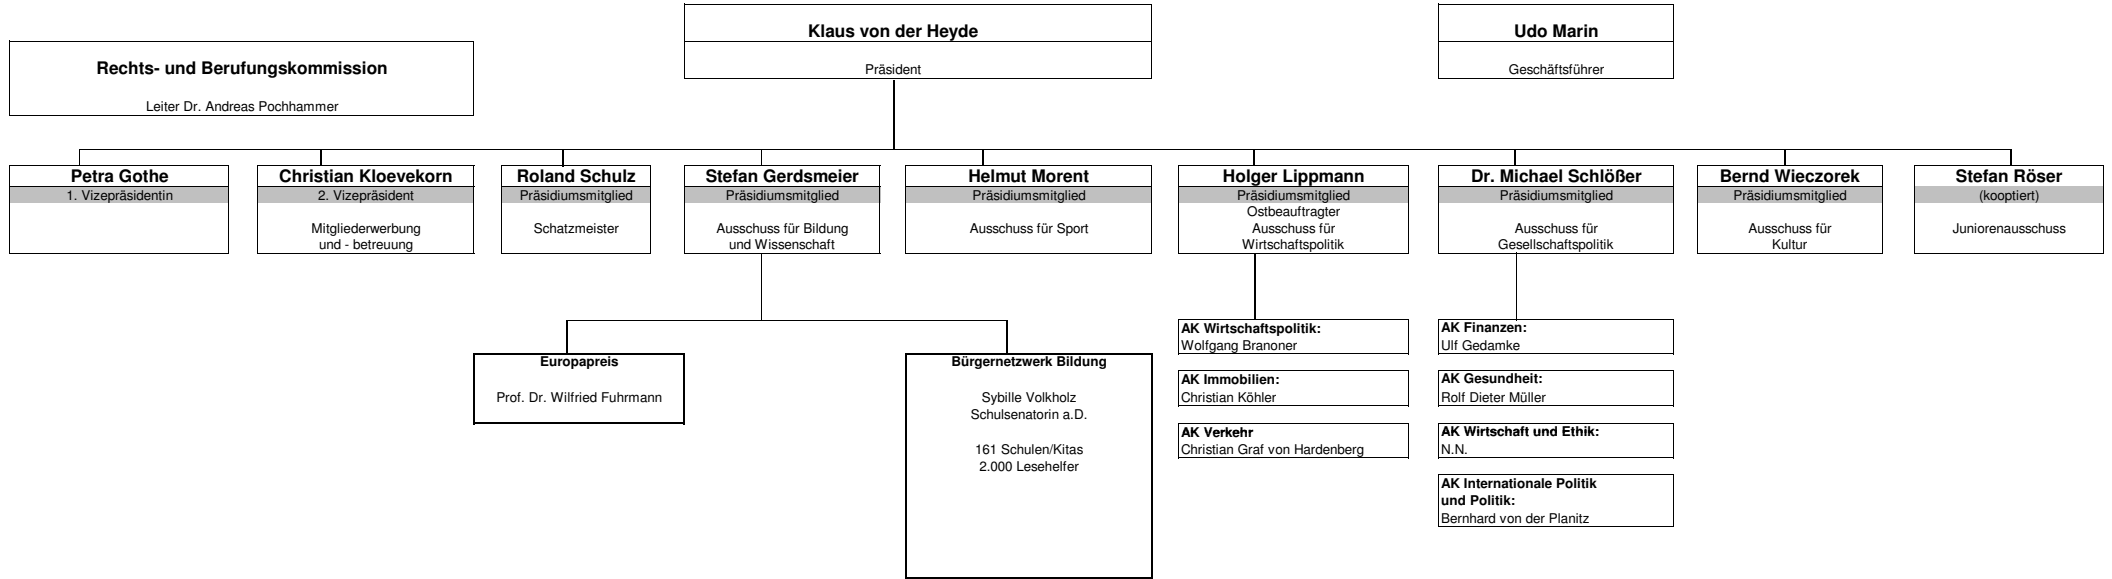 Klaus von der Heyde
Präsident
Udo Marin
Geschäftsführer
Rechts- und Berufungskommission
Leiter Dr. Andreas Pochhammer
Petra Gothe
1. Vizepräsidentin
Christian Kloevekorn
2. Vizepräsident
Mitgliederwerbung
und - betreuung
Roland Schulz
Präsidiumsmitglied
Schatzmeister
Stefan Gerdsmeier
Präsidiumsmitglied
Ausschuss für Bildung
und Wissenschaft
Helmut Morent
Präsidiumsmitglied
Ausschuss für Sport
Holger Lippmann
Präsidiumsmitglied
Ostbeauftragter
Ausschuss für
Wirtschaftspolitik
Dr. Michael Schlößer
Präsidiumsmitglied
Ausschuss für
Gesellschaftspolitik
Bernd Wieczorek
Präsidiumsmitglied
Ausschuss für
Kultur
Stefan Röser
(kooptiert)
Juniorenausschuss
Europapreis
Prof. Dr. Wilfried Fuhrmann
Bürgernetzwerk Bildung
Sybille Volkholz
Schulsenatorin a.D.
161 Schulen/Kitas
2.000 Lesehelfer
AK Wirtschaftspolitik:
Wolfgang Branoner
AK Immobilien:
Christian Köhler
AK Verkehr
Christian Graf von Hardenberg
AK Finanzen:
Ulf Gedamke
AK Gesundheit:
Rolf Dieter Müller
AK Wirtschaft und Ethik:
N.N.
AK Internationale Politik
und Politik:
Bernhard von der Planitz